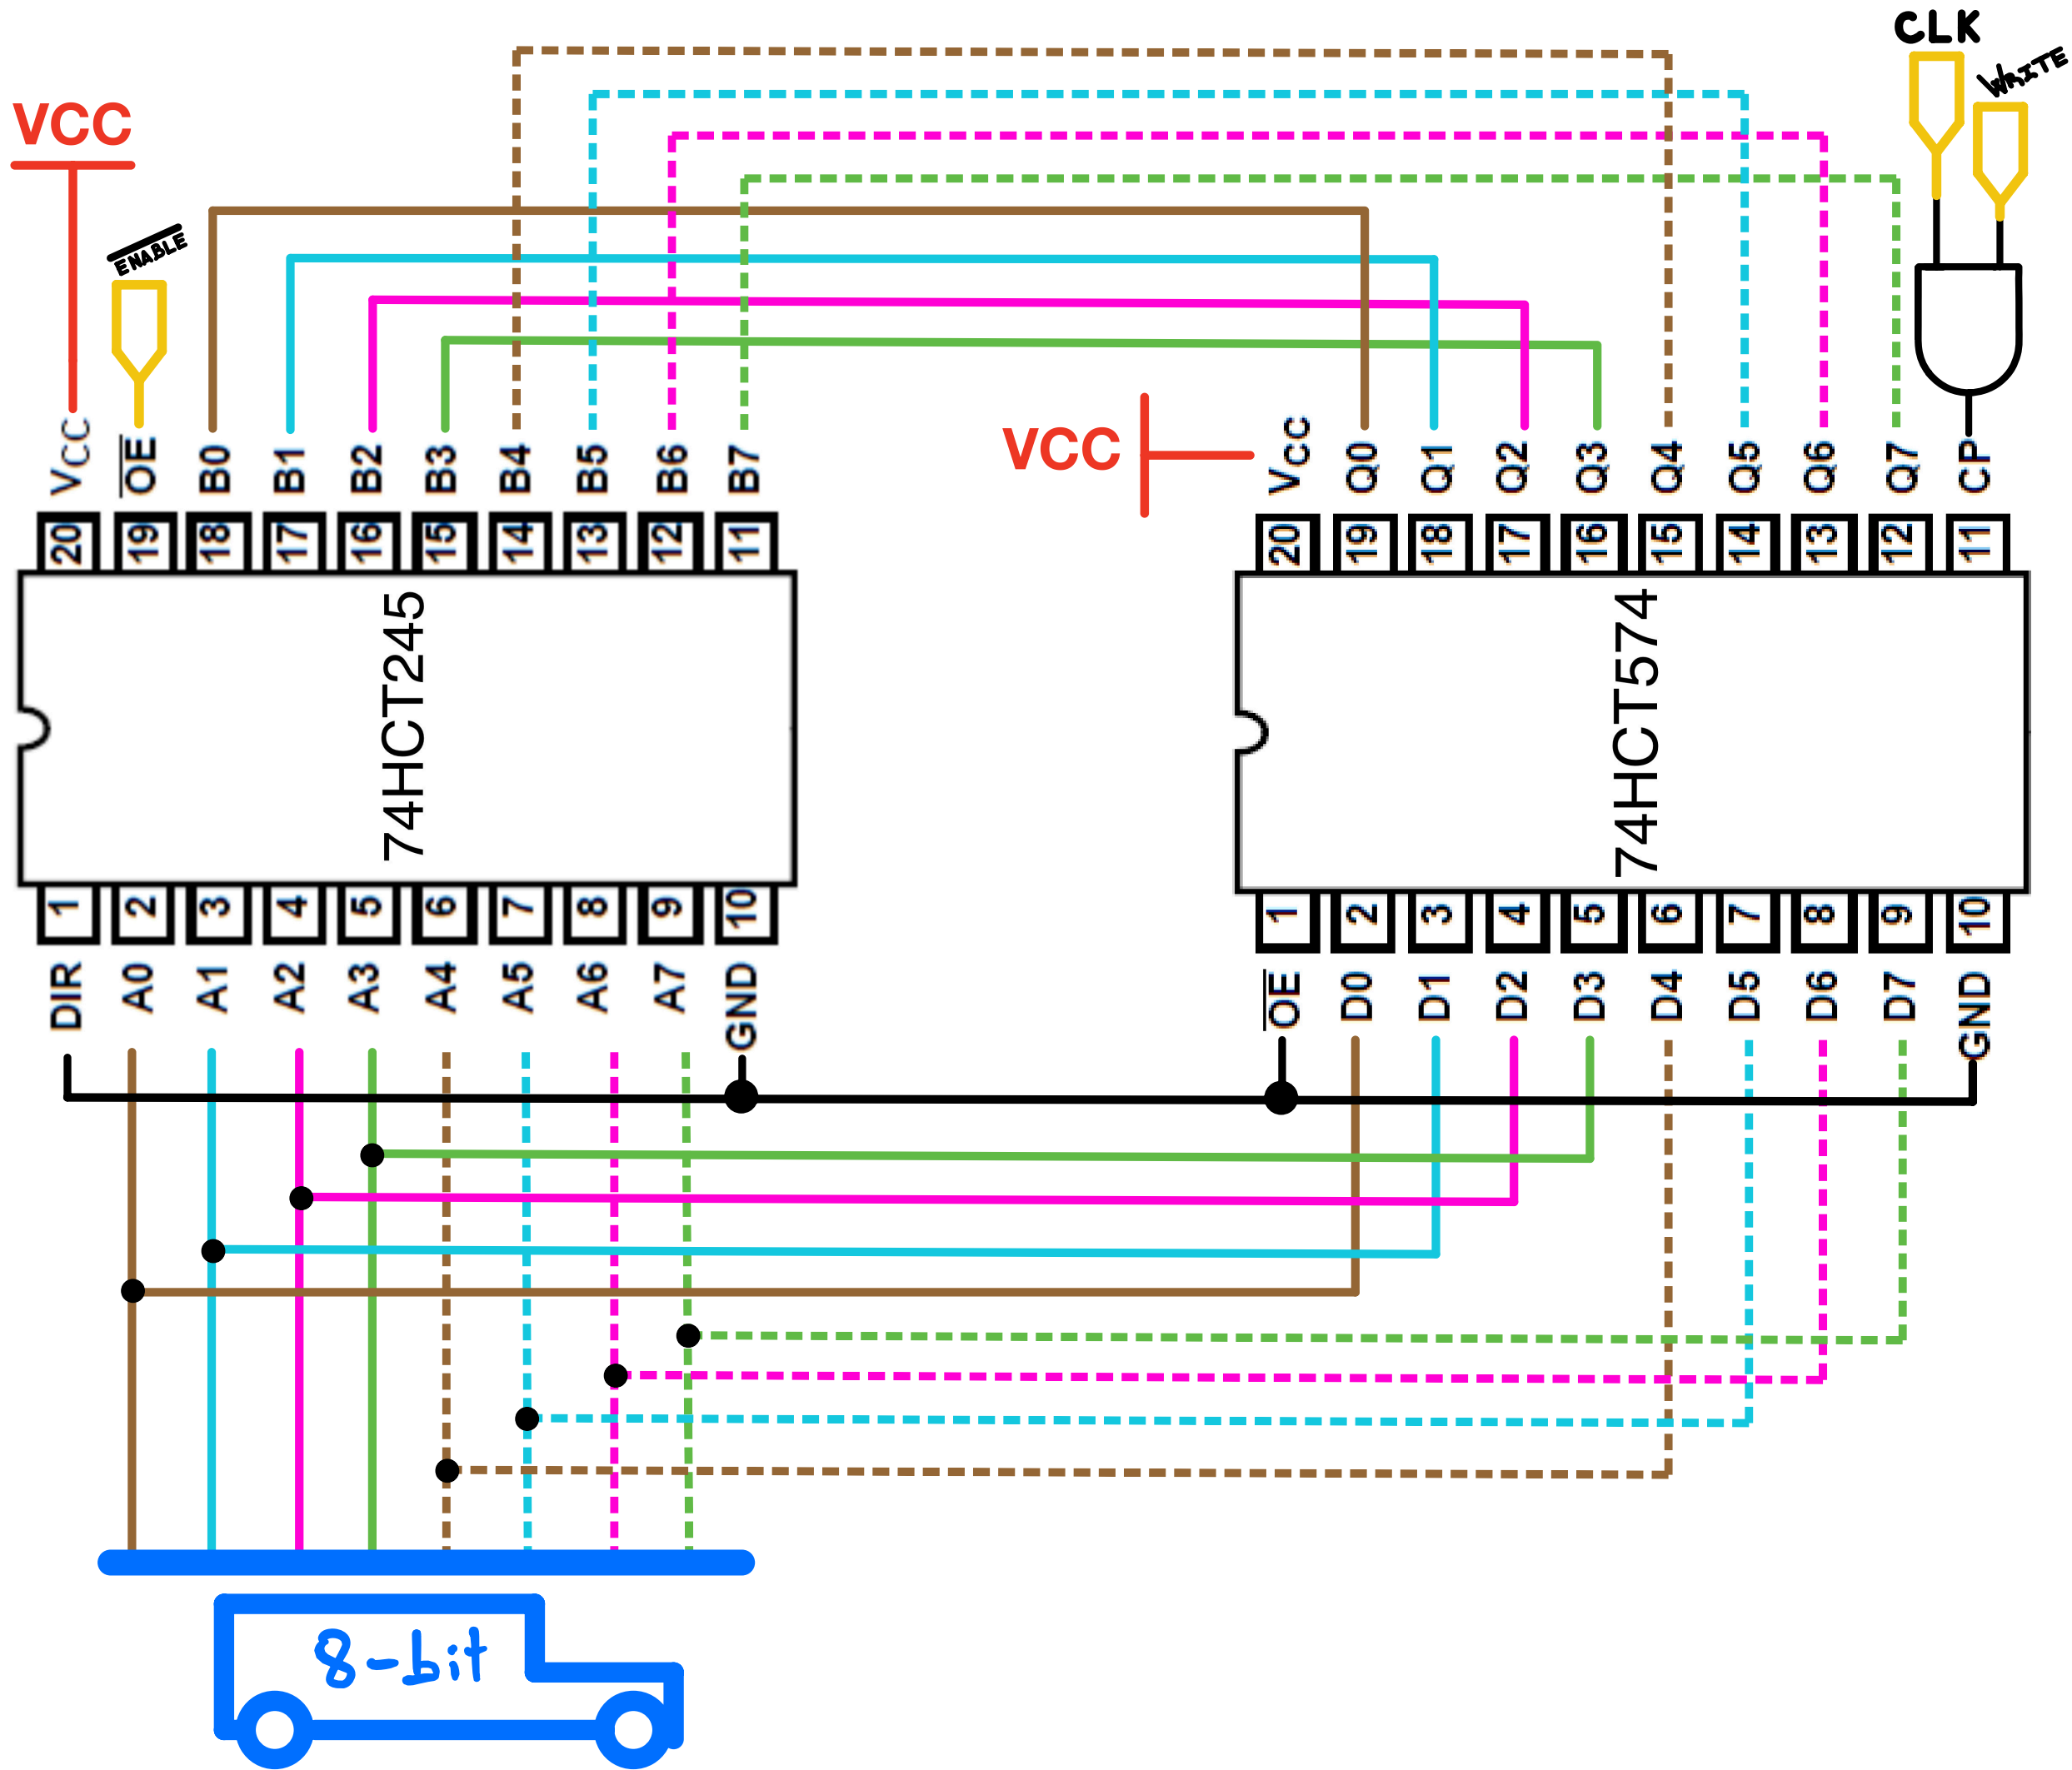 CLK
WRITE
VCC
ENABLE
VCC
VCC
OE
B0
B1
B2
B3
B4
B5
B6
B7
Vcc
Q0
Q1
Q2
Q3
Q4
Q5
Q6
Q7
CP
20
19
18
17
16
15
14
13
12
11
20
19
18
17
16
15
14
13
12
11
74HCT245
74HCT574
1
2
3
4
5
6
7
8
9
10
1
2
3
4
5
6
7
8
9
10
DIR
A0
A1
A2
A3
A4
A5
A6
A7
GND
OE
D0
D1
D2
D3
D4
D5
D6
D7
GND
8-bit